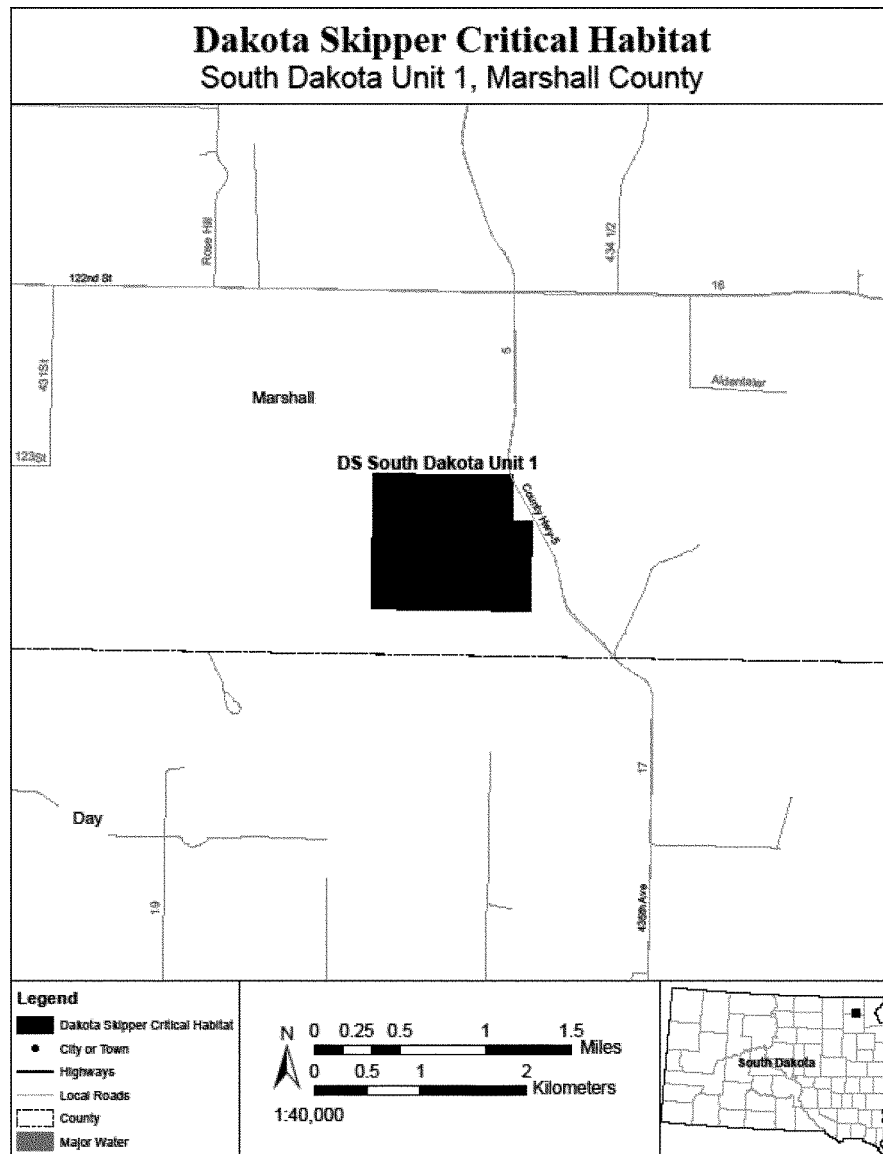 Dakota Skipper Critical Habitat
South Dakota Unit 1, Marshall County
Rose Hill
434 1/2
122nd St
16
431St
5
Marshall
123St
DS South Dakota Unit 1
County Hwy-5
17
Day
19
Legend
Dakota Skipper Critical Habitat
City or Town
Highways
Local Roads
County
Major Water
N
0 0.25 0.5 1 1.5
Miles
0 0.5 1 2
Kilometers
1:40,000
South Dakota